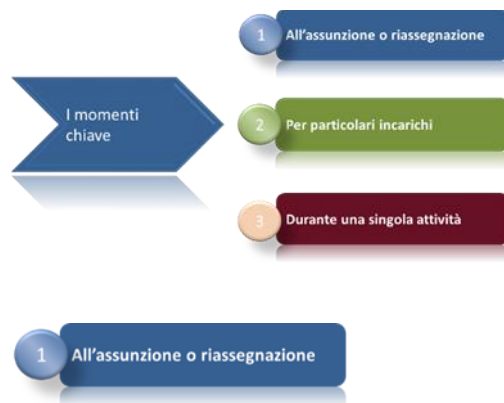 1 All'assunzione o riassegnazione
I momenti
chiave
2 Per particolari incarichi
3 Durante una singola attività
1 All'assunzione o riassegnazione